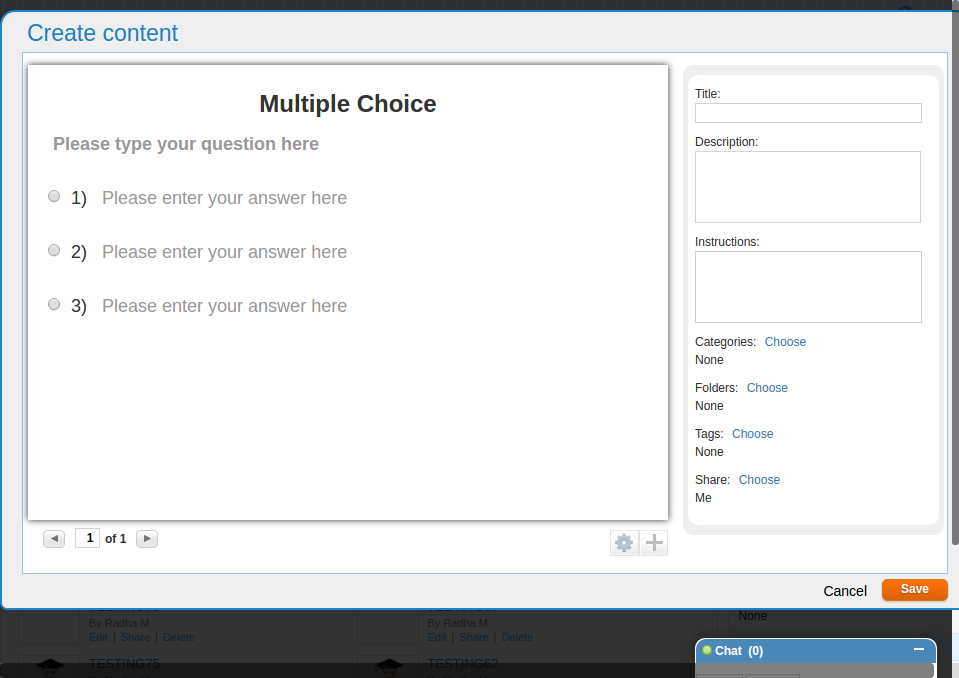 Create content
Multiple Choice
Please type your question here
1) Please enter your answer here
2) Please enter your answer here
3) Please enter your answer here
1 of 1
Title:
Description:
Instructions:
Categories: Choose
None
Folders: Choose
None
Tags: Choose
None
Share: Choose
Me
Cancel
Save
By Radha M
Edit | Share | Delete
By Radha M
Edit | Share | Delete
None
TESTING75
TESTING62
Chat (0)